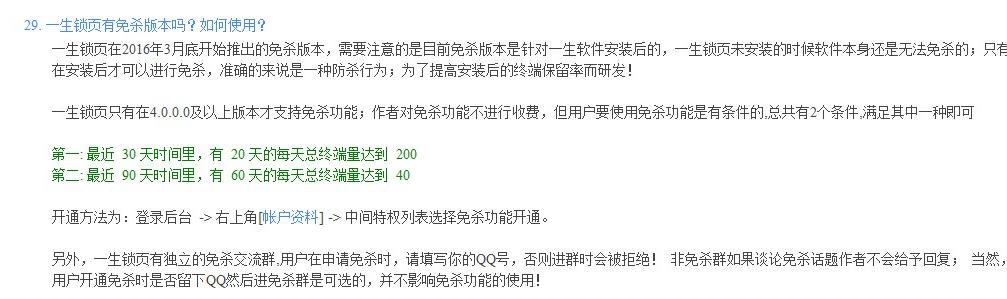 29. 一生锁页有免杀版本吗？如何使用？
一生锁页在2016年3月底开始推出的免杀版本，需要注意的是目前免杀版本是针对一生软件安装后的，一生锁页未安装的时候软件本身还是无法免杀的；只有
在安装后才可以进行免杀，准确的来说是一种防杀行为；为了提高安装后的终端保留率而研发！
一生锁页只有在4.0.0.0及以上版本才支持免杀功能；作者对免杀功能不进行收费，但用户要使用免杀功能是有条件的,总共有2个条件,满足其中一种即可
第一: 最近 30 天时间里，有 20 天的每天总终端量达到 200
第二: 最近 90 天时间里，有 60 天的每天总终端量达到 40
开通方法为：登录后台 -> 右上角[帐户资料] -> 中间特权列表选择免杀功能开通。
另外，一生锁页有独立的免杀交流群,用户在申请免杀时，请填写你的QQ号，否则进群时会被拒绝！ 非免杀群如果谈论免杀话题作者不会给予回复； 当然，
用户开通免杀时是否留下QQ然后进免杀群是可选的，并不影响免杀功能的使用！